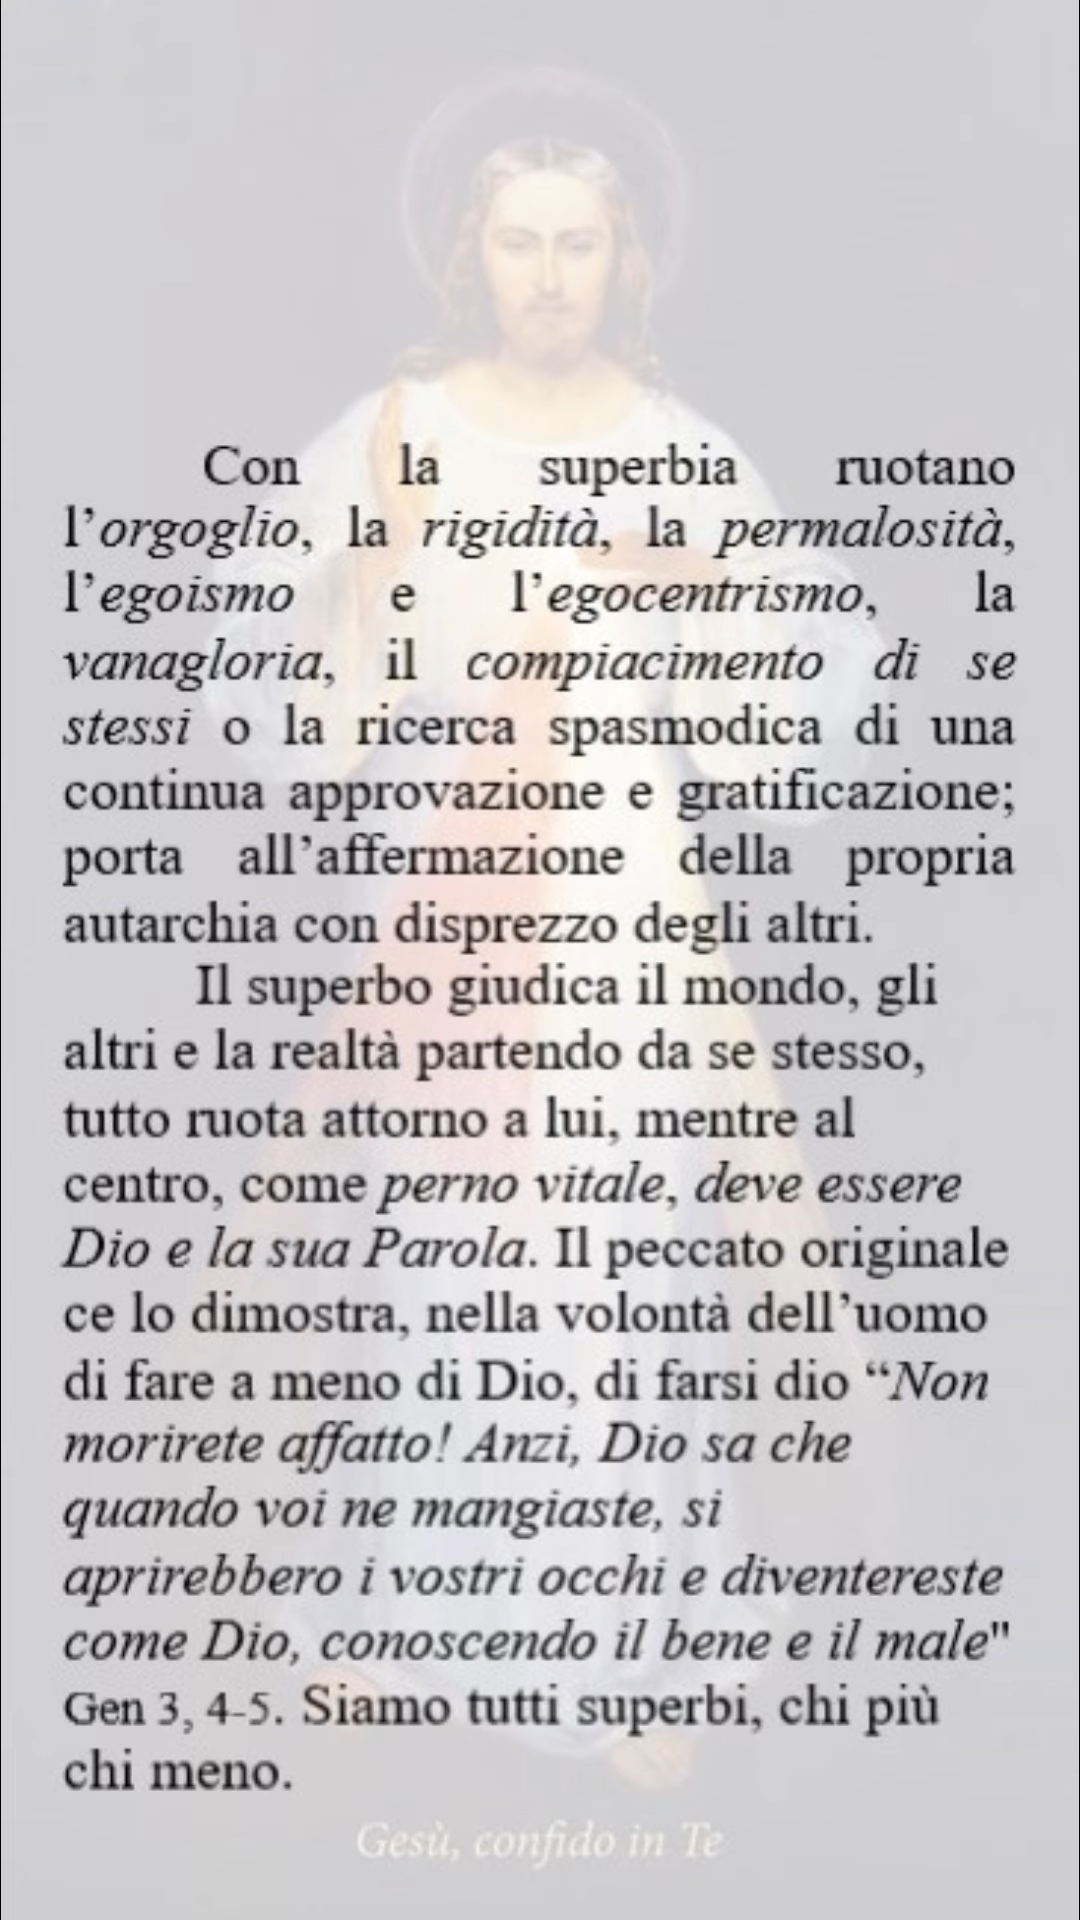 Con la superbia ruotano
l’orgoglio, la rigidità, la permalosità,
l’egoismo e l’egocentrismo, la
vanagloria, il compiacimento di se
stessi o la ricerca spasmodica di una
continua approvazione e gratificazione;
porta all’affermazione della propria
autarchia con disprezzo degli altri.
Il superbo giudica il mondo, gli
altri e la realtà partendo da se stesso,
tutto ruota attorno a lui, mentre al
centro, come perno vitale, deve essere
Dio e la sua Parola. Il peccato originale
ce lo dimostra, nella volontà dell’uomo
di fare a meno di Dio, di farsi dio “Non
morirete affatto! Anzi, Dio sa che
quando voi ne mangiaste, si
aprirebbero i vostri occhi e diventereste
come Dio, conoscendo il bene e il male"
Gen 3, 4-5. Siamo tutti superbi, chi più
chi meno.
Gesù, confido in Te